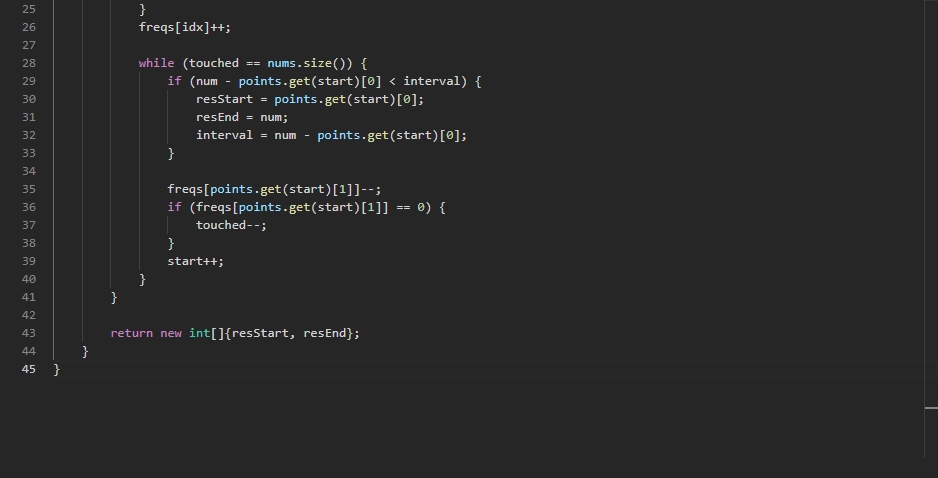 25 }
26 freqs[idx]++;
27
28 while (touched == nums.size()) {
29 if (num - points.get(start)[0] < interval) {
30 resStart = points.get(start)[0];
31 resEnd = num;
32 interval = num - points.get(start)[0];
33 }
34
35 freqs[points.get(start)[1]]--;
36 if (freqs[points.get(start)[1]] == 0) {
37 touched--;
38 }
39 start++;
40 }
41 }
42
43 return new int[]{resStart, resEnd};
44 }
45 }